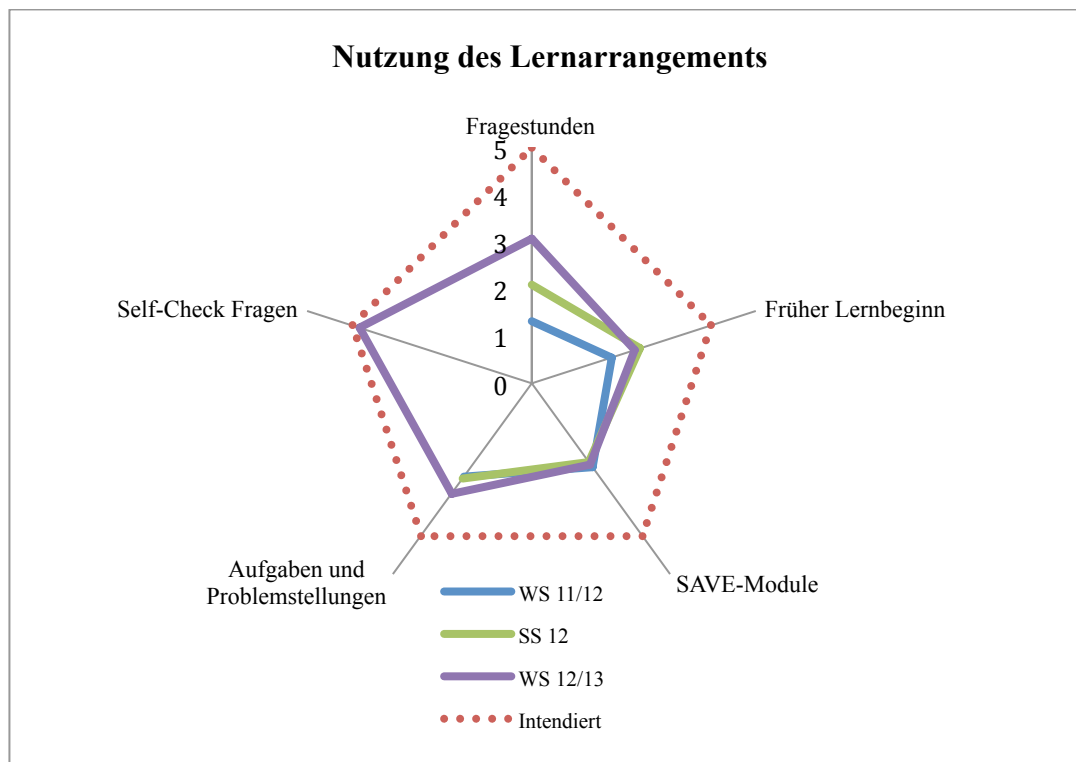 Nutzung des Lernarrangements
Fragestunden
5
4
3
2
1
0
Self-Check Fragen
Früher Lernbeginn
Aufgaben und
Problemstellungen
SAVE-Module
WS 11/12
SS 12
WS 12/13
Intendiert